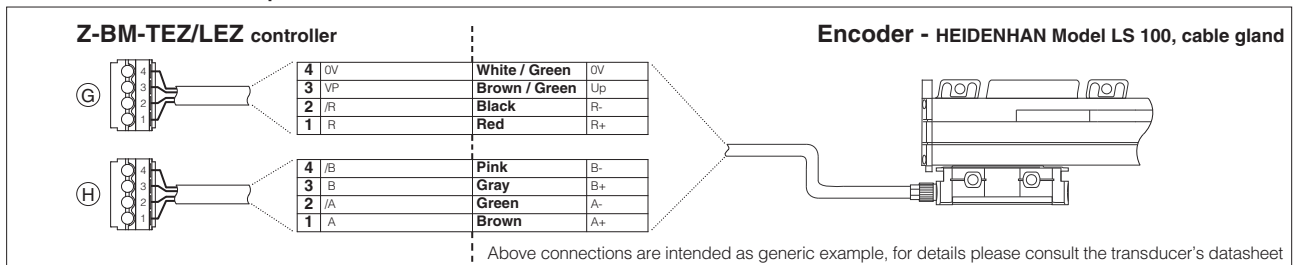 Z-BM-TEZ/LEZ controller
Encoder - HEIDENHAN Model LS 100, cable gland
G
4
3
2
1
4 0V White / Green 0V
3 VP Brown / Green Up
2 /R Black R-
1 R Red R+
H
4
3
2
1
4 /B Pink B-
3 B Gray B+
2 /A Green A-
1 A Brown A+
Above connections are intended as generic example, for details please consult the transducer's datasheet